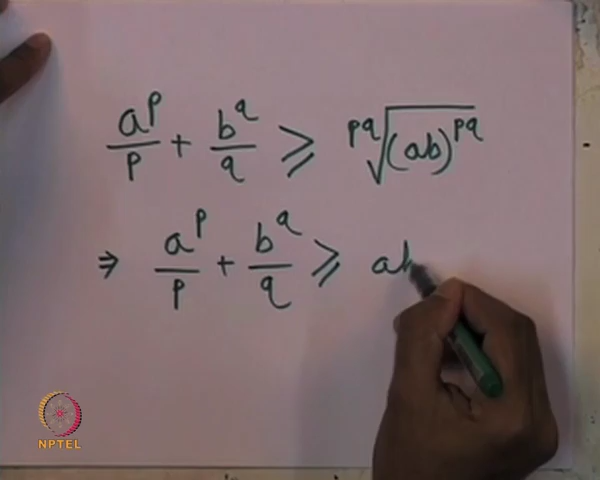 a^p/p + b^q/q ≥ ᵖ𐞥√(ab)^pq
⇒ a^p/p + b^q/q ≥ ab
NPTEL